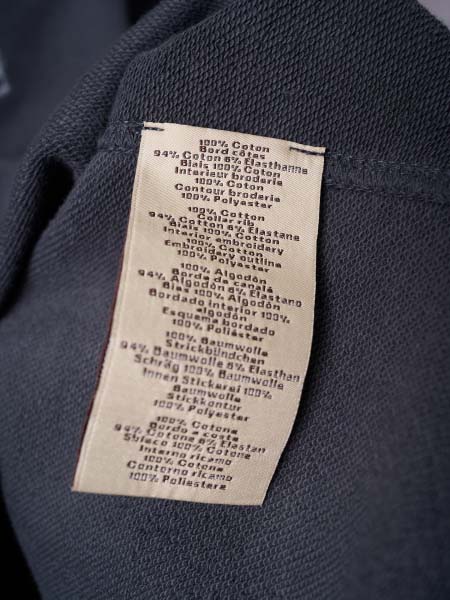 100% Coton
Bord côtes
94% Coton 6% Elasthanne
Biais 100% Coton
Interieur broderie
100% Coton
Contour broderie
100% Polyester
100% Cotton
Collar rib
94% Cotton 6% Elastane
Bias 100% Cotton
Interior embroidery
100% Cotton
Embroidery outline
100% Polyester
100% Algodón
Borda de canalá
94% Algodón 6% Elastano
Bias 100% Algodón
Bordado interior 100%
algodón
Esquema bordado
100% Poliéster
100% Baumwolle
Strickbündchen
94% Baumwolle 6% Elasthan
Schräg 100% Baumwolle
Innen Stickerei 100%
Baumwolle
Stickkontur
100% Polyester
100% Cotone
Bordo a costa
94% Cotone 6% Elastan
Sbieco 100% Cotone
Interno ricamo
100% Cotone
Contorno ricamo
100% Poliestere